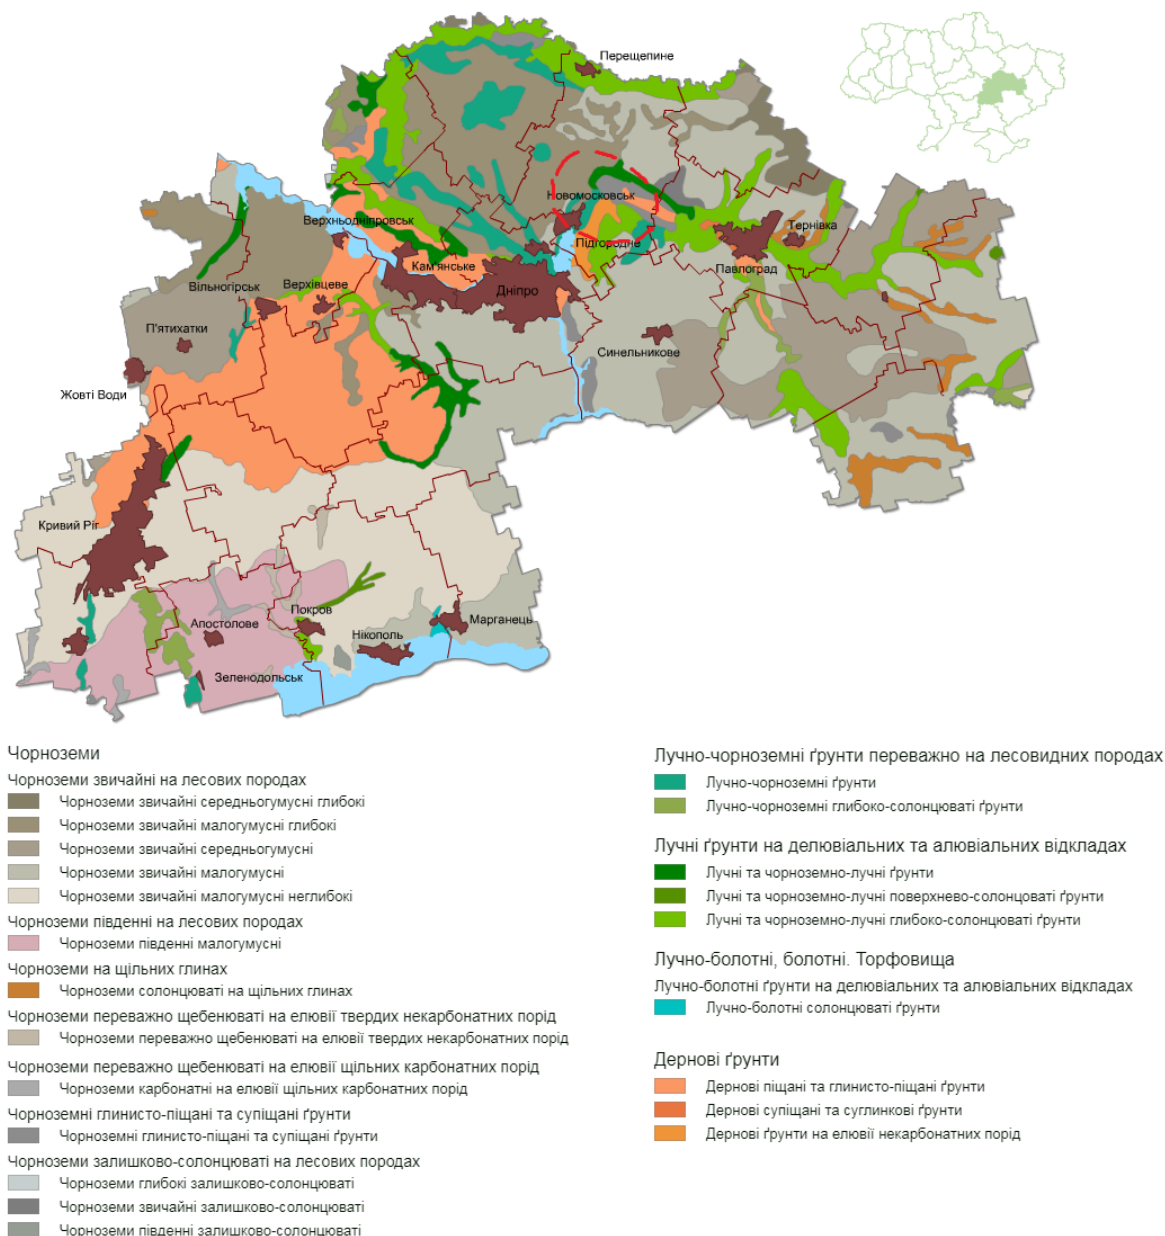 Перещепине
Новомосковськ
Верхньодніпровськ
Підгородне
Тернівка
Кам'янське
Павлоград
Вільногірськ
Верхівцеве
Дніпро
П'ятихатки
Синельникове
Жовті Води
Кривий Ріг
Покров
Апостолове
Марганець
Нікополь
Зеленодольськ
Чорноземи
Чорноземи звичайні на лесових породах
Чорноземи звичайні середньогумусні глибокі
Чорноземи звичайні малогумусні глибокі
Чорноземи звичайні середньогумусні
Чорноземи звичайні малогумусні
Чорноземи звичайні малогумусні неглибокі
Чорноземи південні на лесових породах
Чорноземи південні малогумусні
Чорноземи на щільних глинах
Чорноземи солонцюваті на щільних глинах
Чорноземи переважно щебенюваті на елювії твердих некарбонатних порід
Чорноземи переважно щебенюваті на елювії твердих некарбонатних порід
Чорноземи переважно щебенюваті на елювії щільних карбонатних порід
Чорноземи карбонатні на елювії щільних карбонатних порід
Чорноземні глинисто-піщані та супіщані ґрунти
Чорноземні глинисто-піщані та супіщані ґрунти
Чорноземи залишково-солонцюваті на лесових породах
Чорноземи глибокі залишково-солонцюваті
Чорноземи звичайні залишково-солонцюваті
Чорноземи південні залишково-солонцюваті
Лучно-чорноземні ґрунти переважно на лесовидних породах
Лучно-чорноземні ґрунти
Лучно-чорноземні глибоко-солонцюваті ґрунти
Лучні ґрунти на делювіальних та алювіальних відкладах
Лучні та чорноземно-лучні ґрунти
Лучні та чорноземно-лучні поверхнево-солонцюваті ґрунти
Лучні та чорноземно-лучні глибоко-солонцюваті ґрунти
Лучно-болотні, болотні. Торфовища
Лучно-болотні ґрунти на делювіальних та алювіальних відкладах
Лучно-болотні солонцюваті ґрунти
Дернові ґрунти
Дернові піщані та глинисто-піщані ґрунти
Дернові супіщані та суглинкові ґрунти
Дернові ґрунти на елювії некарбонатних порід